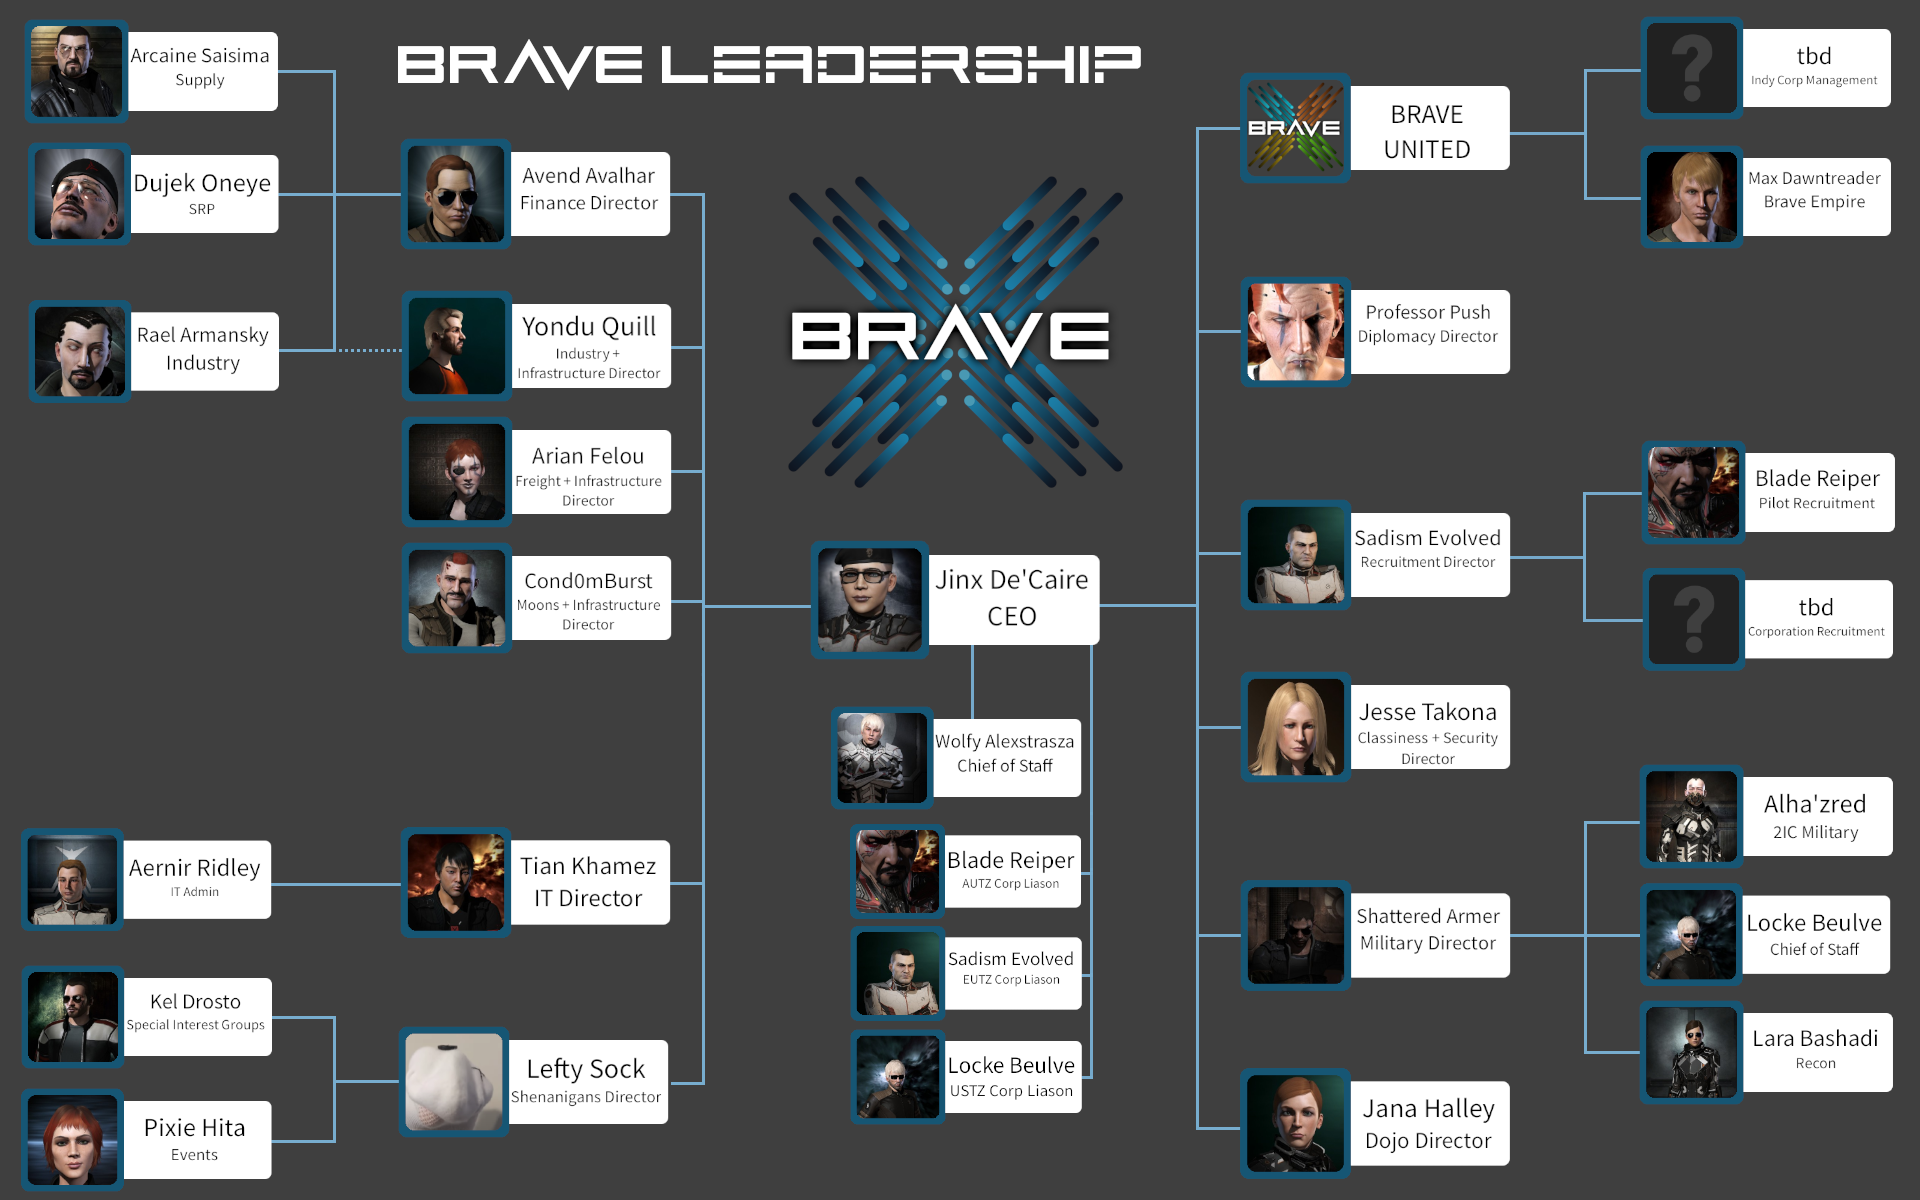 BRAVE LEADERSHIP
Arcaine Saisima
Supply
Dujek Oneye
SRP
Rael Armansky
Industry
Avend Avalhar
Finance Director
Yondu Quill
Industry +
Infrastructure Director
Arian Felou
Freight + Infrastructure
Director
Cond0mBurst
Moons + Infrastructure
Director
Aernir Ridley
IT Admin
Tian Khamez
IT Director
Kel Drosto
Special Interest Groups
Pixie Hita
Events
Lefty Sock
Shenanigans Director
BRAVE
Jinx De'Caire
CEO
Wolfy Alexstrasza
Chief of Staff
Blade Reiper
AUTZ Corp Liason
Sadism Evolved
EUTZ Corp Liason
Locke Beulve
USTZ Corp Liason
BRAVE
BRAVE
UNITED
?
tbd
Indy Corp Management
Max Dawntreader
Brave Empire
Professor Push
Diplomacy Director
Sadism Evolved
Recruitment Director
Blade Reiper
Pilot Recruitment
?
tbd
Corporation Recruitment
Jesse Takona
Classiness + Security
Director
Shattered Armer
Military Director
Alha'zred
2IC Military
Locke Beulve
Chief of Staff
Lara Bashadi
Recon
Jana Halley
Dojo Director